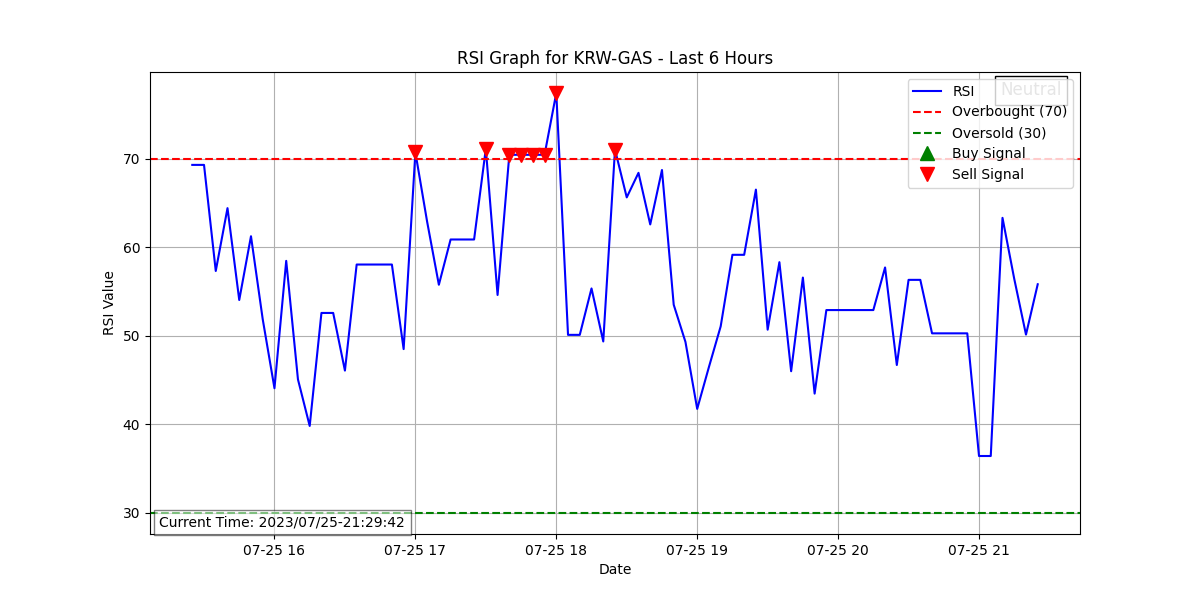 RSI Graph for KRW-GAS - Last 6 Hours
Neutral
RSI
Overbought (70)
Oversold (30)
Buy Signal
Sell Signal
70
60
50
40
30
RSI Value
Current Time: 2023/07/25-21:29:42
07-25 16
07-25 17
07-25 18
07-25 19
07-25 20
07-25 21
Date